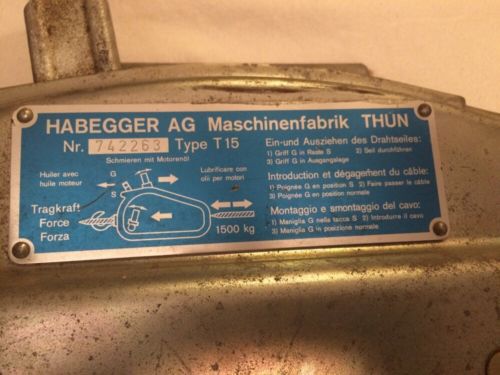 HABEGGER AG Maschinenfabrik THUN
Nr. 742263 Type T15
Schmieren mit Motorenöl
Huiler avec huile moteur
Lubrificare con olii per motori
G
S
Tragkraft
Force
Forza
1500 kg
Ein-und Ausziehen des Drahtseiles:
1) Griff G in Raste S 2) Seil durchführen
3) Griff G in Ausgangslage
Introduction et dégagement du câble:
1) Poignée G en position S 2) Faire passer le câble
3) Poignée G en position normale
Montaggio e smontaggio del cavo:
1) Maniglia G nella tacca S 2) Introdurre il cavo
3) Maniglia G in posizione normale